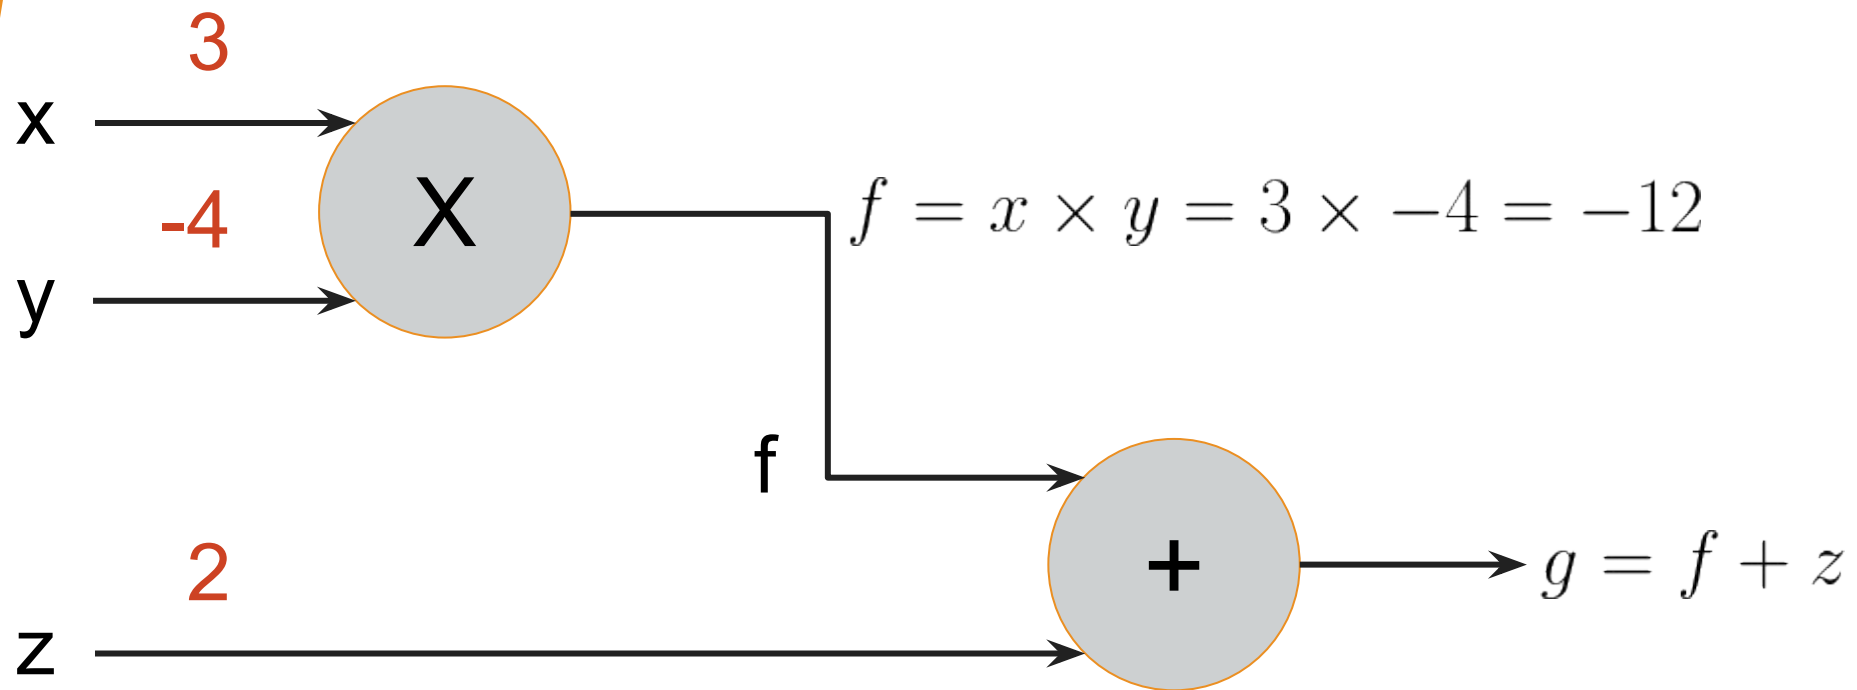 3
x
-4
X
f = x × y = 3 × −4 = −12
y
f
2
+
g = f + z
z